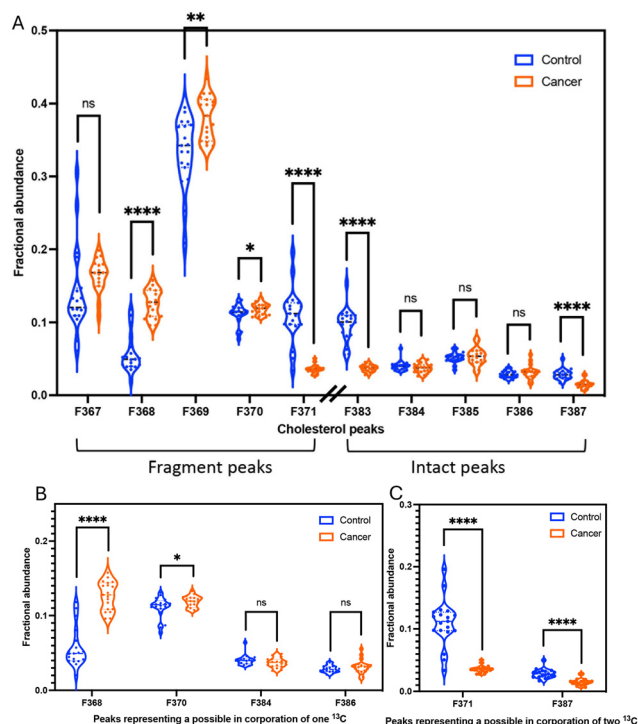 A
Fractional abundance
0.5
0.4
0.3
0.2
0.1
0.0
ns
****
**
*
****
****
ns
ns
ns
****
Control
Cancer
F367 F368 F369 F370 F371 F383 F384 F385 F386 F387
Cholesterol peaks
Fragment peaks
Intact peaks
B
Fractional abundance
0.3
0.2
0.1
0.0
****
*
ns
ns
Control
Cancer
F368 F370 F384 F386
Peaks representing a possible in corporation of one ¹³C
C
Fractional abundance
0.3
0.2
0.1
0.0
****
****
Control
Cancer
F371 F387
Peaks representing a possible in corporation of two ¹³C